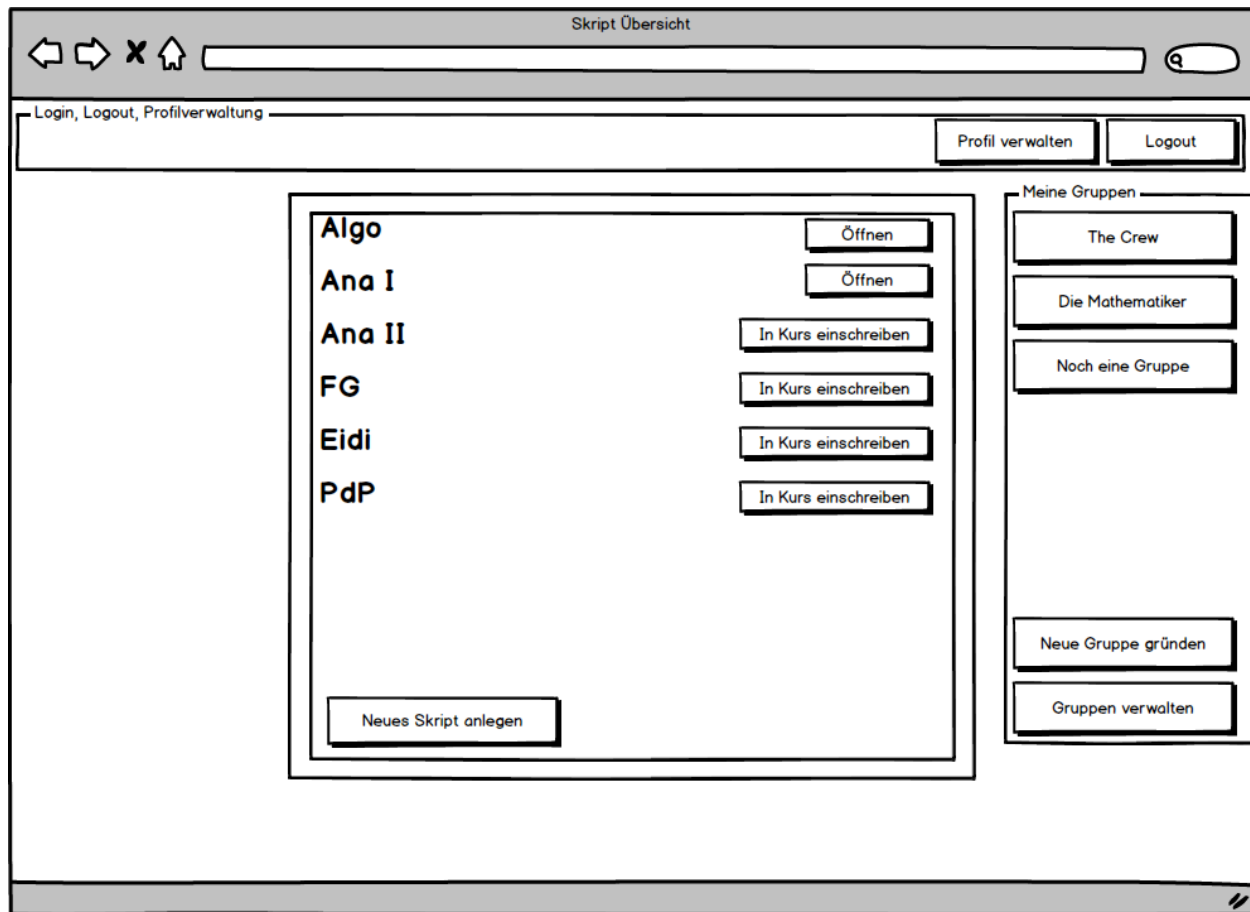 Skript Übersicht
Login, Logout, Profilverwaltung
Profil verwalten
Logout
Algo
Öffnen
Ana I
Öffnen
Ana II
In Kurs einschreiben
FG
In Kurs einschreiben
Eidi
In Kurs einschreiben
PdP
In Kurs einschreiben
Neues Skript anlegen
Meine Gruppen
The Crew
Die Mathematiker
Noch eine Gruppe
Neue Gruppe gründen
Gruppen verwalten